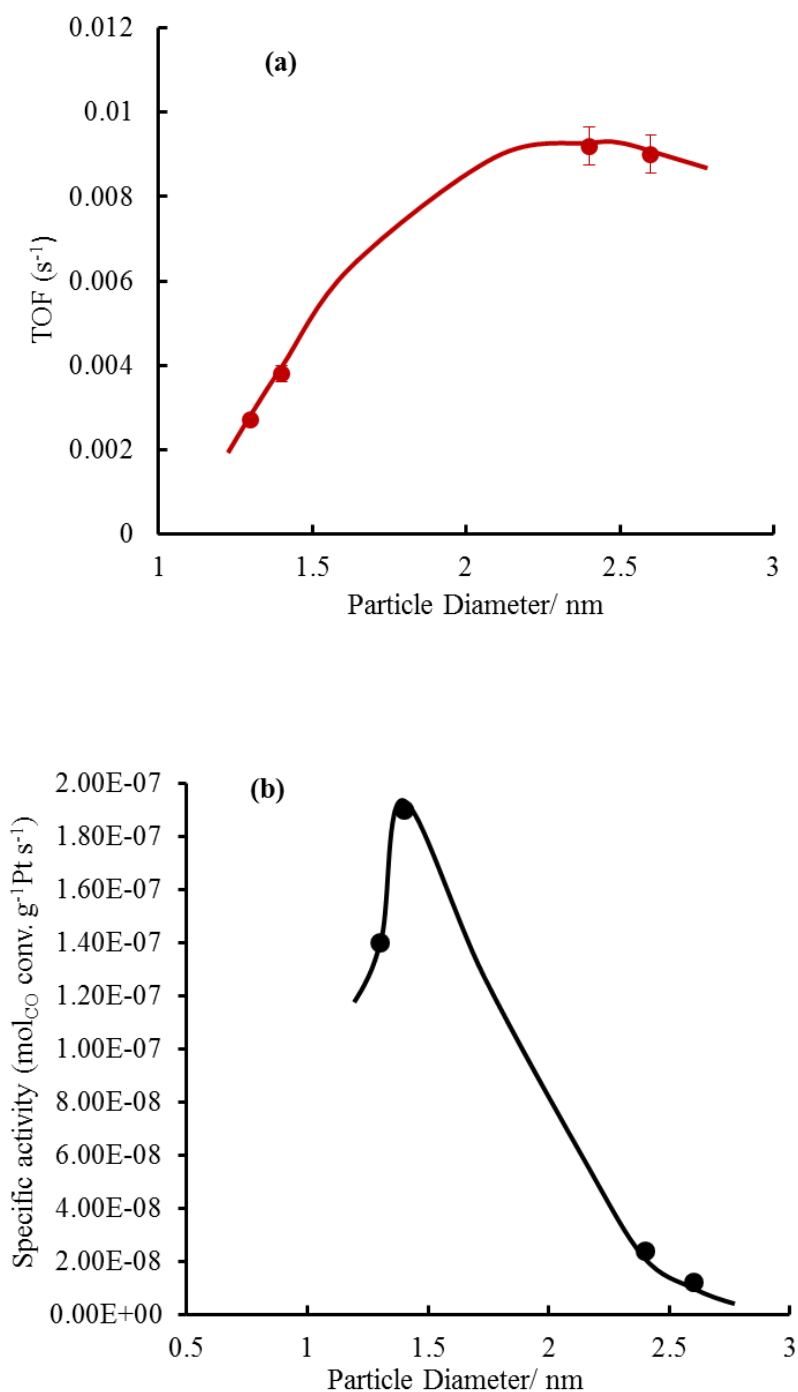 (a)
TOF (s-1)
0.012
0.01
0.008
0.006
0.004
0.002
0
1 1.5 2 2.5 3
Particle Diameter/ nm
(b)
Specific activity (molCO conv. g-1Pt s-1)
2.00E-07
1.80E-07
1.60E-07
1.40E-07
1.20E-07
1.00E-07
8.00E-08
6.00E-08
4.00E-08
2.00E-08
0.00E+00
0.5 1 1.5 2 2.5 3
Particle Diameter/ nm